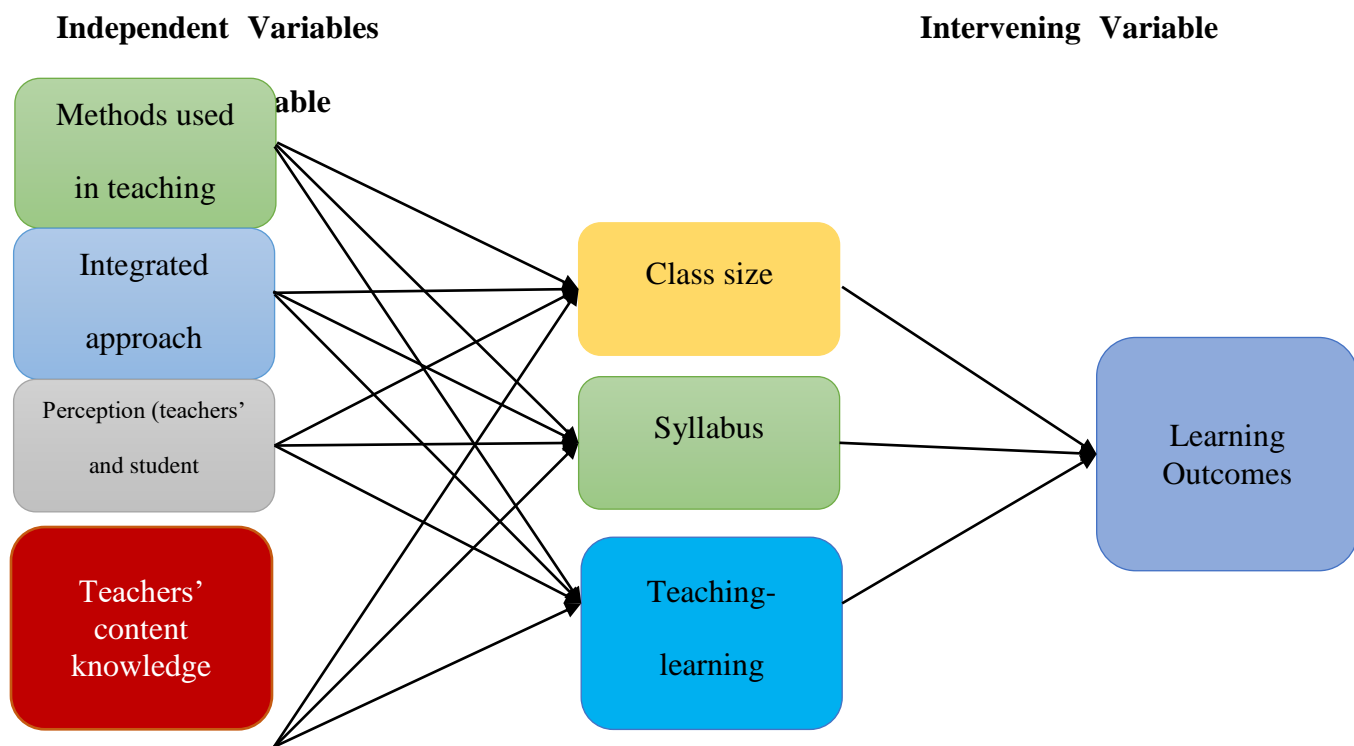 Independent Variables
Intervening Variable
able
Methods used
in teaching
Integrated
approach
Perception (teachers’
and student
Teachers’
content
knowledge
Class size
Syllabus
Teaching-
learning
Learning
Outcomes